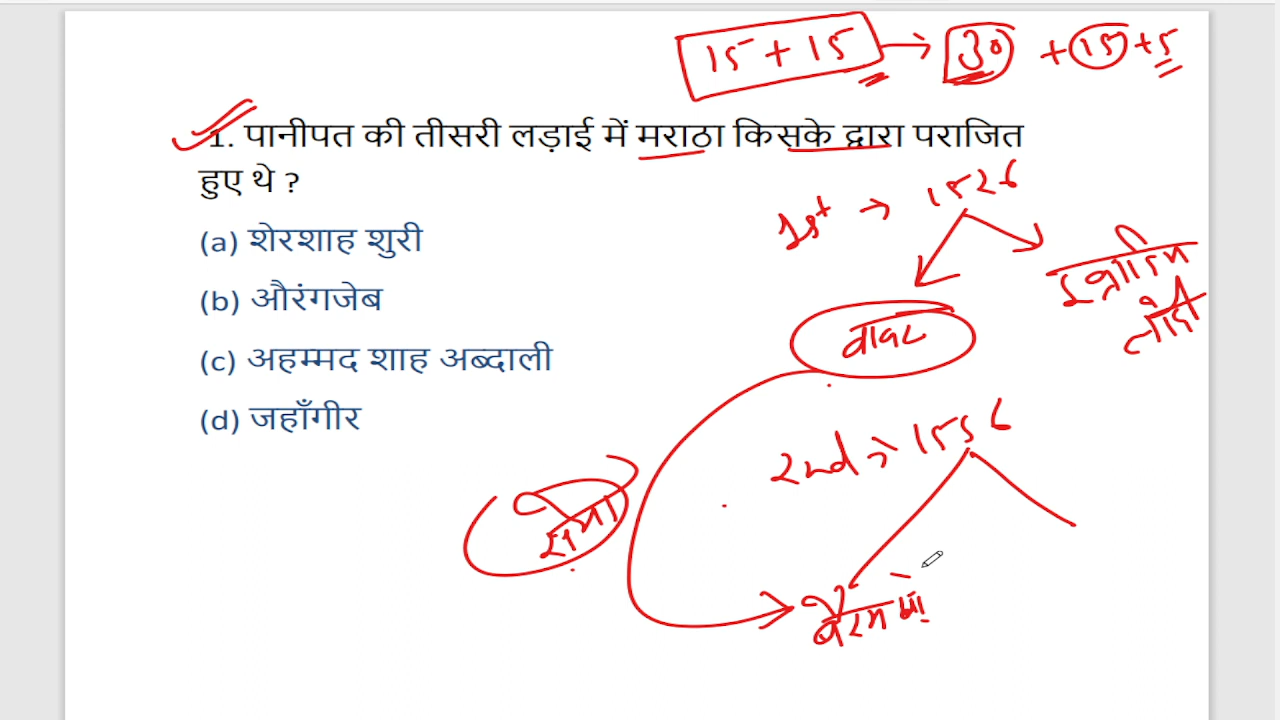 15 + 15 → 30 + 15 + 5
1. पानीपत की तीसरी लड़ाई में मराठा किसके द्वारा पराजित
हुए थे ?
1st → 1526
(a) शेरशाह शुरी
(b) औरंगजेब
(c) अहम्मद शाह अब्दाली
(d) जहाँगीर
इब्राहिम
लोदी
बाबर
2nd → 1556
बैरम खाँ